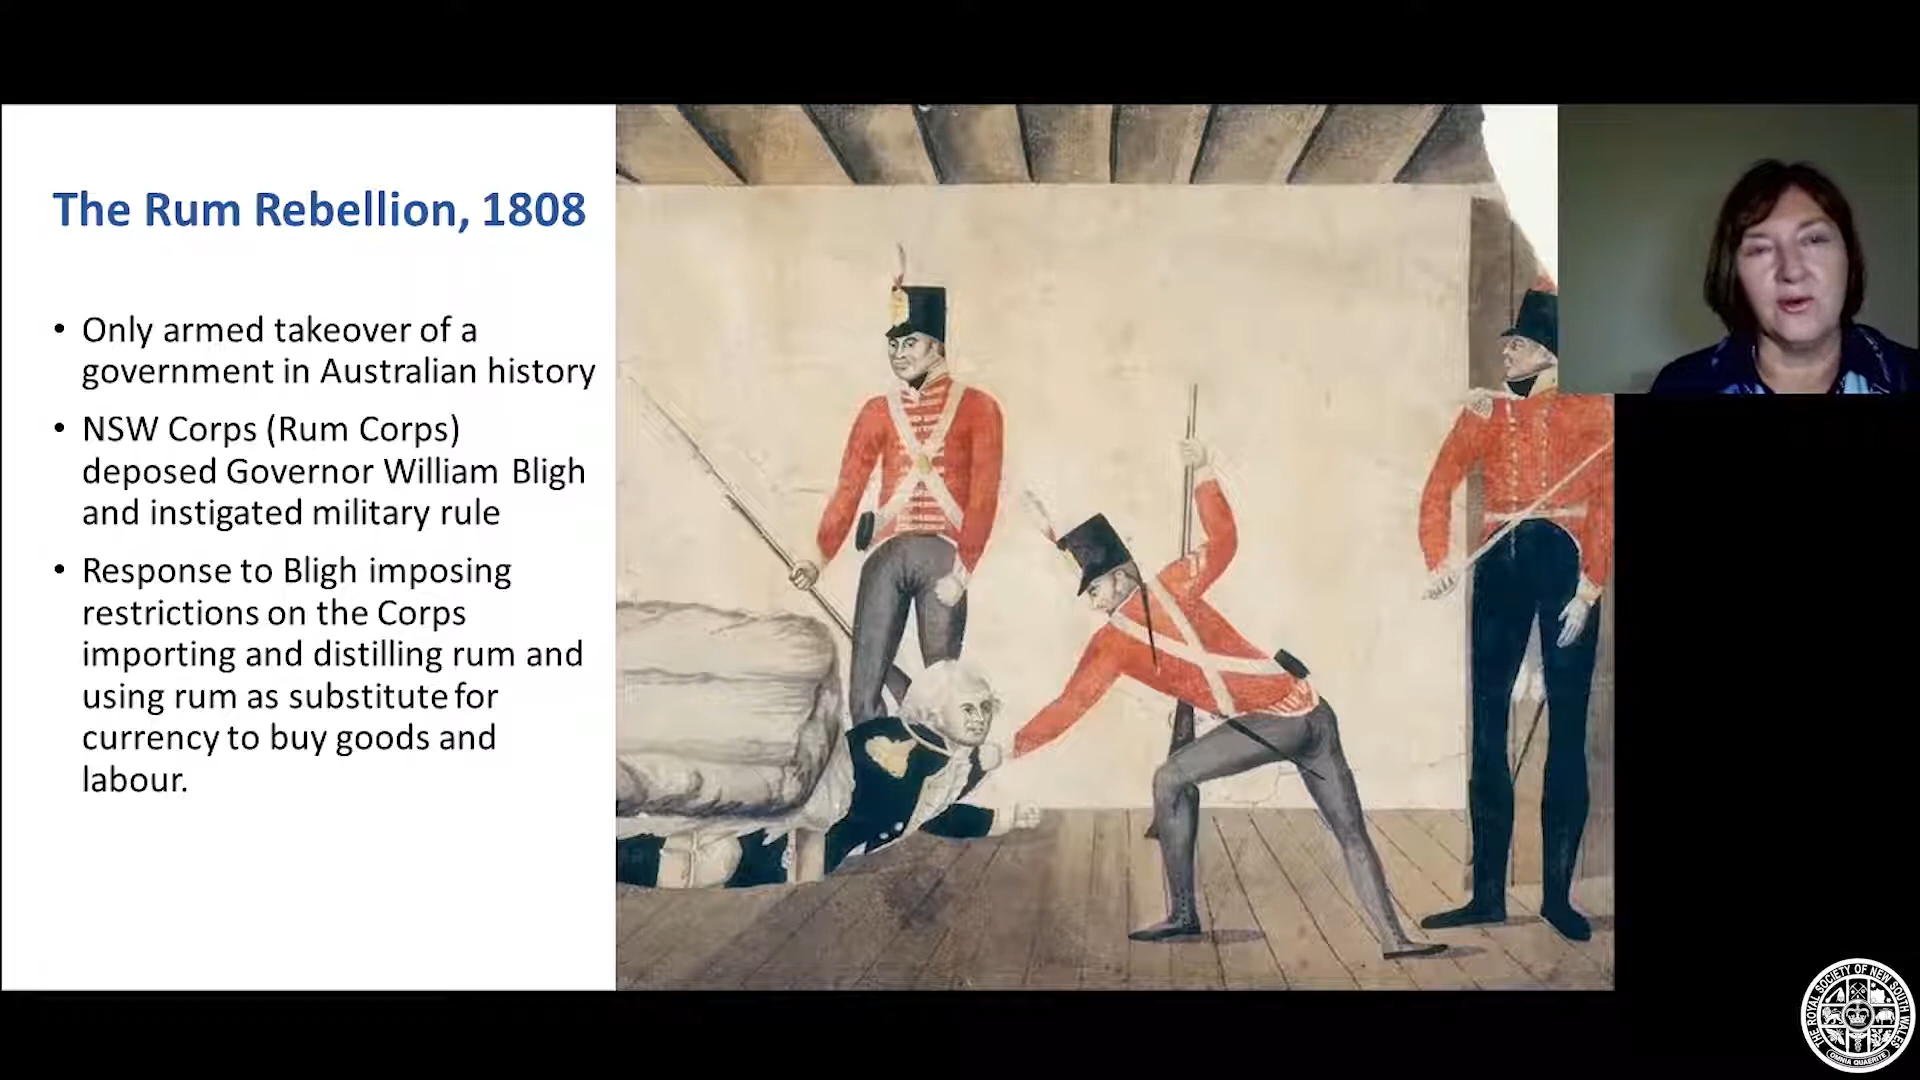 The Rum Rebellion, 1808
• Only armed takeover of a
government in Australian history
• NSW Corps (Rum Corps)
deposed Governor William Bligh
and instigated military rule
• Response to Bligh imposing
restrictions on the Corps
importing and distilling rum and
using rum as substitute for
currency to buy goods and
labour.
THE ROYAL SOCIETY OF NEW SOUTH WALES
OMNIA QUAERITE